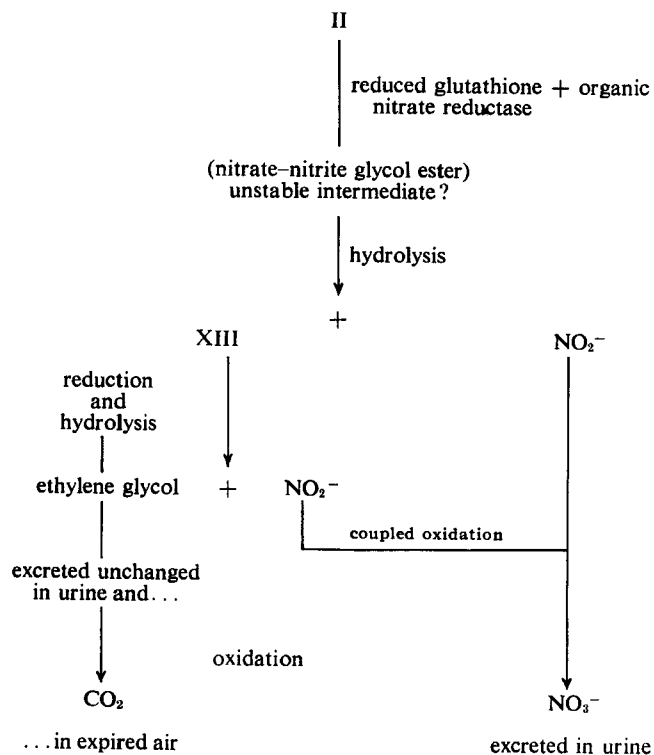 II
reduced glutathione + organic
nitrate reductase
(nitrate–nitrite glycol ester)
unstable intermediate?
hydrolysis
+
XIII
NO₂⁻
reduction
and
hydrolysis
ethylene glycol + NO₂⁻
coupled oxidation
excreted unchanged
in urine and...
oxidation
CO₂
NO₃⁻
...in expired air
excreted in urine